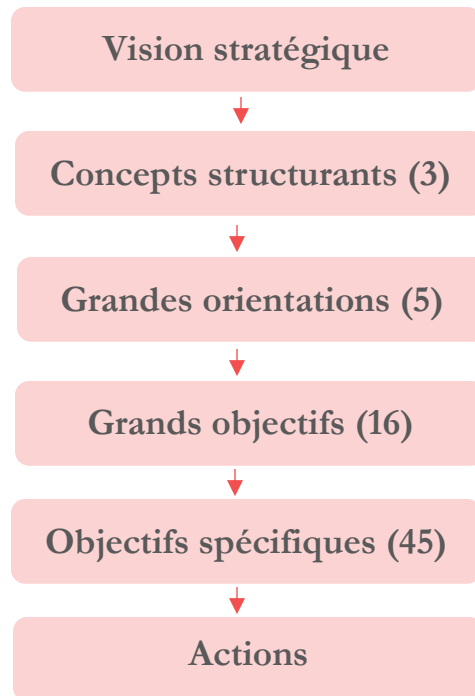 Vision stratégique
Concepts structurants (3)
Grandes orientations (5)
Grands objectifs (16)
Objectifs spécifiques (45)
Actions